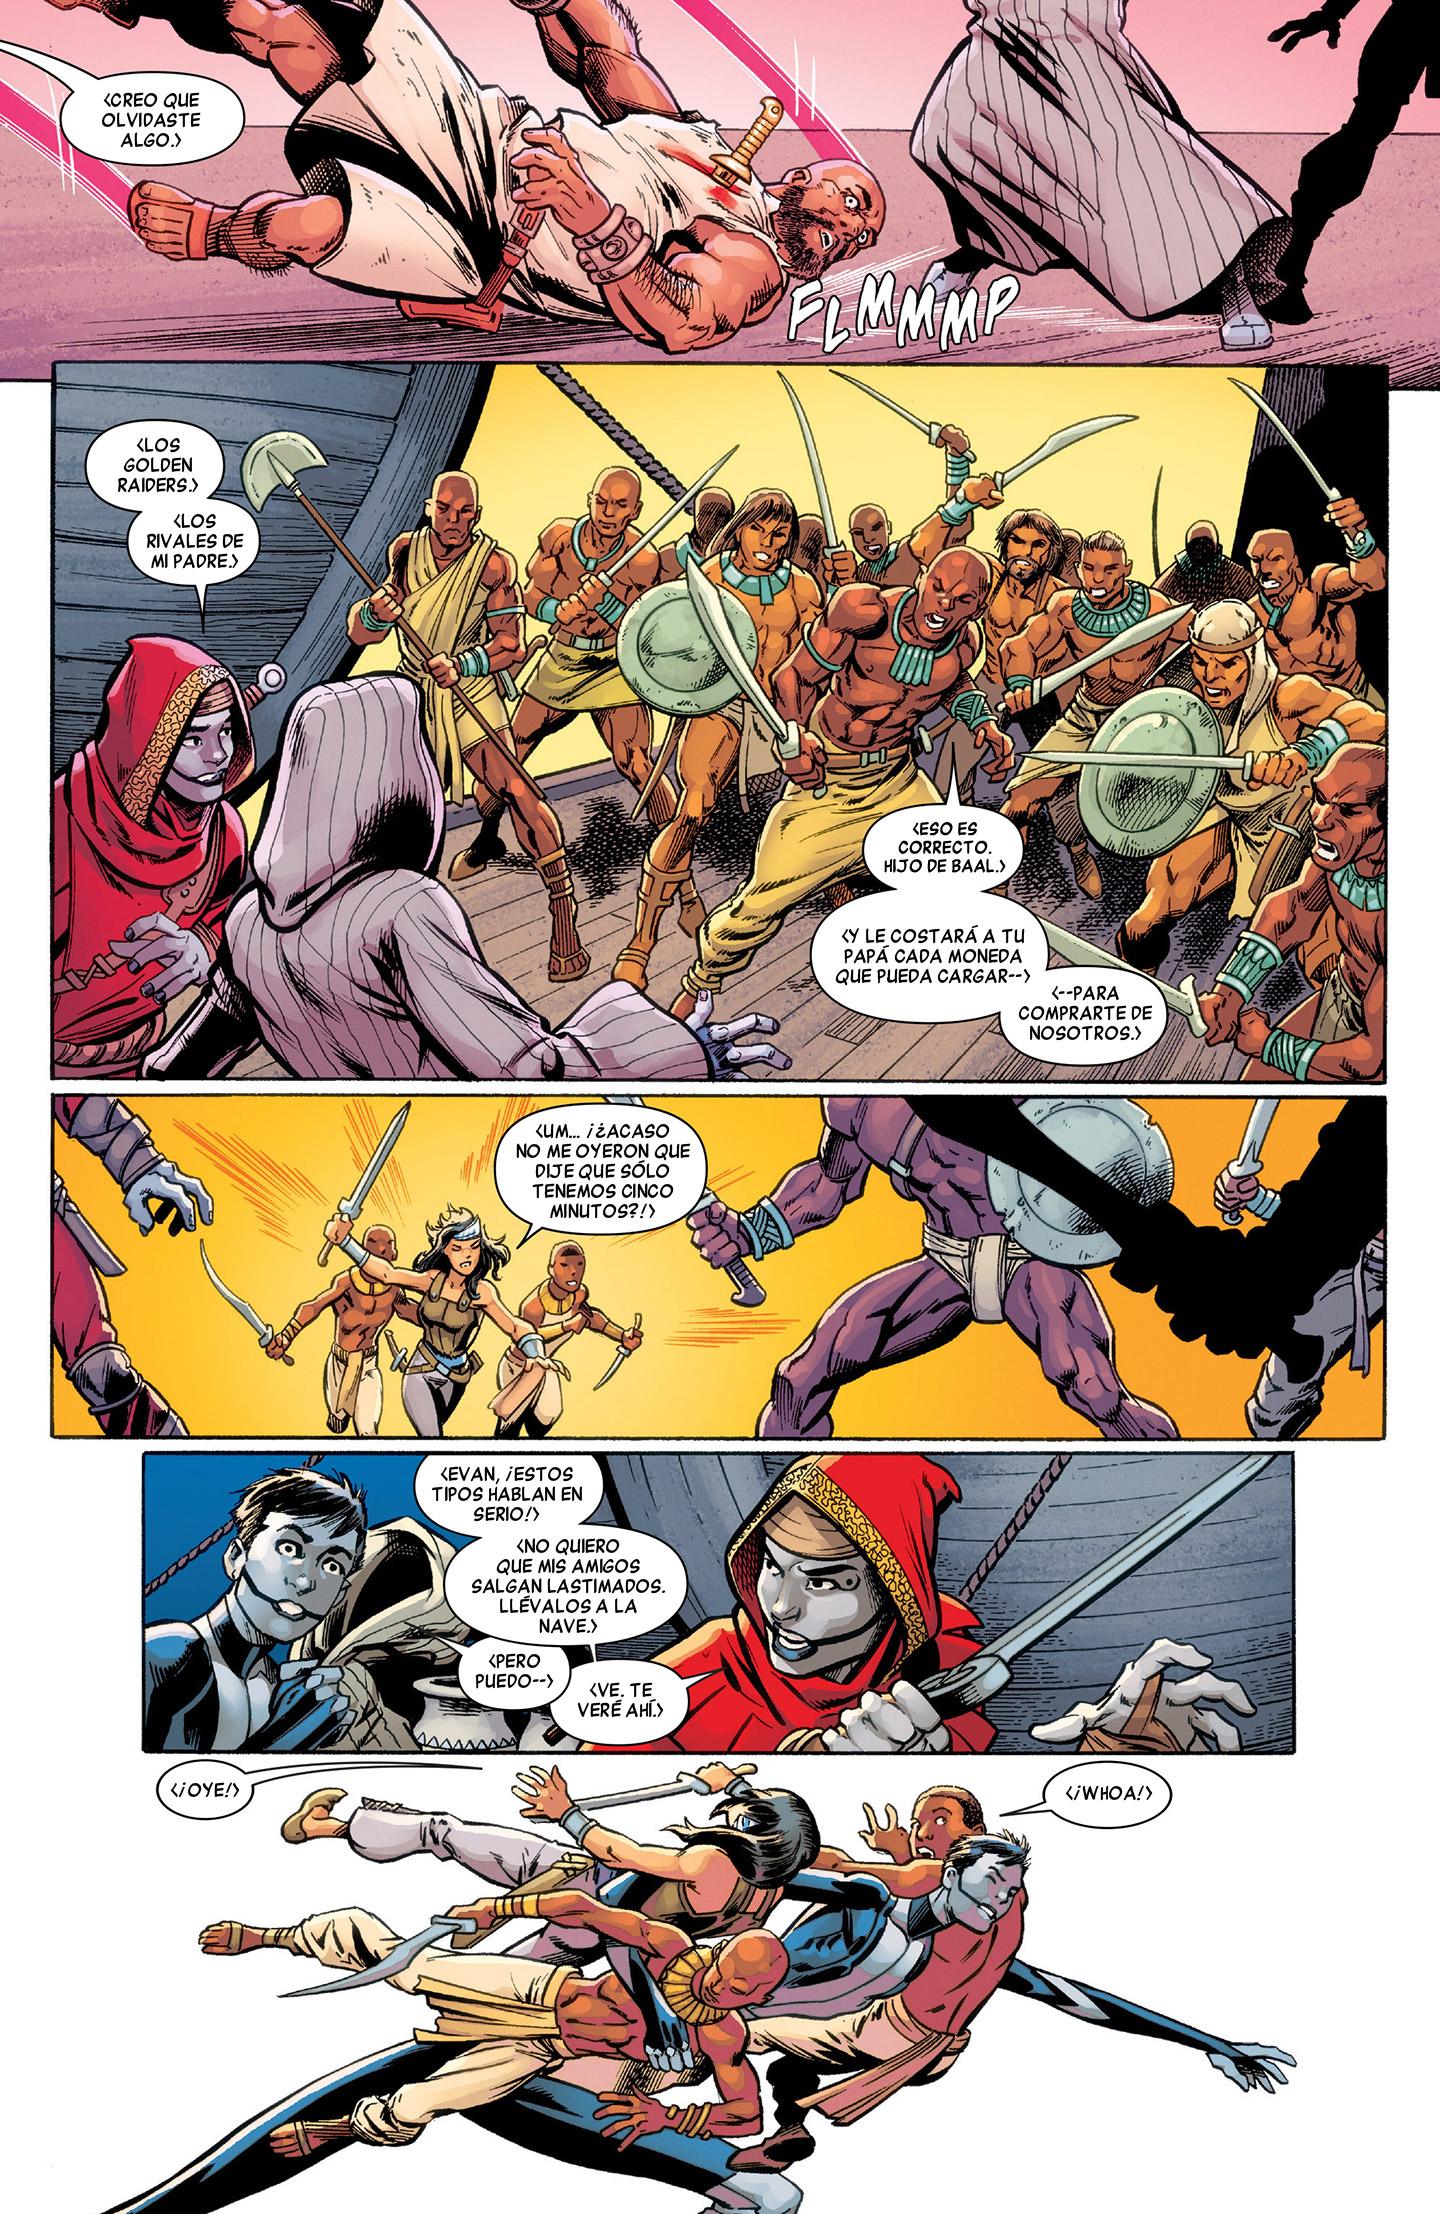 <CREO QUE
OLVIDASTE
ALGO.>
FLMMMMP
<LOS
GOLDEN
RAIDERS.>
<LOS
RIVALES DE
MI PADRE.>
<ESO ES
CORRECTO.
HIJO DE BAAL.>
<Y LE COSTARÁ A TU
PAPÁ CADA MONEDA
QUE PUEDA CARGAR-->
<--PARA
COMPRARTE DE
NOSOTROS.>
<UM... ¡¿ACASO
NO ME OYERON QUE
DIJE QUE SÓLO
TENEMOS CINCO
MINUTOS?!>
<EVAN, ¡ESTOS
TIPOS HABLAN EN
SERIO!>
<NO QUIERO
QUE MIS AMIGOS
SALGAN LASTIMADOS.
LLÉVALOS A LA
NAVE.>
<PERO
PUEDO-->
<VE. TE
VERÉ AHÍ.>
<¡OYE!>
<¡WHOA!>